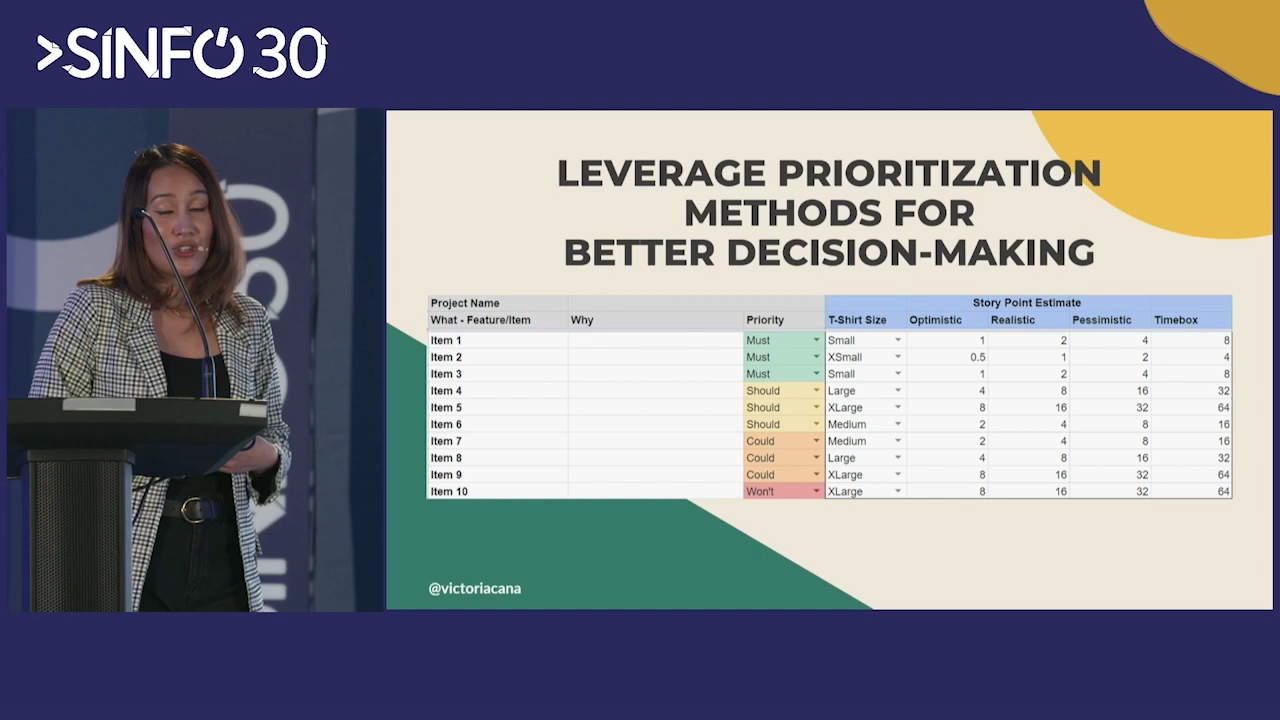 >SINFO 30
LEVERAGE PRIORITIZATION
METHODS FOR
BETTER DECISION-MAKING
Project Name Story Point Estimate
What - Feature/Item Why Priority T-Shirt Size Optimistic Realistic Pessimistic Timebox
Item 1 Must Small 1 2 4 8
Item 2 Must XSmall 0.5 1 2 4
Item 3 Must Small 1 2 4 8
Item 4 Should Large 4 8 16 32
Item 5 Should XLarge 8 16 32 64
Item 6 Should Medium 2 4 8 16
Item 7 Could Medium 2 4 8 16
Item 8 Could Large 4 8 16 32
Item 9 Could XLarge 8 16 32 64
Item 10 Won't XLarge 8 16 32 64
@victoriacana